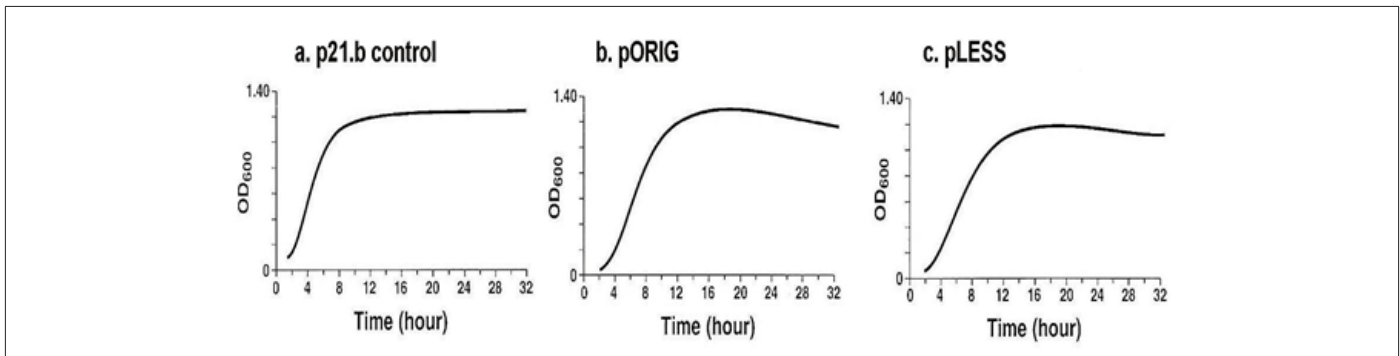 a. p21.b control
b. pORIG
c. pLESS
1.40
OD600
0
0 4 8 12 16 20 24 28 32
Time (hour)
1.40
OD600
0
0 4 8 12 16 20 24 28 32
Time (hour)
1.40
OD600
0
0 4 8 12 16 20 24 28 32
Time (hour)